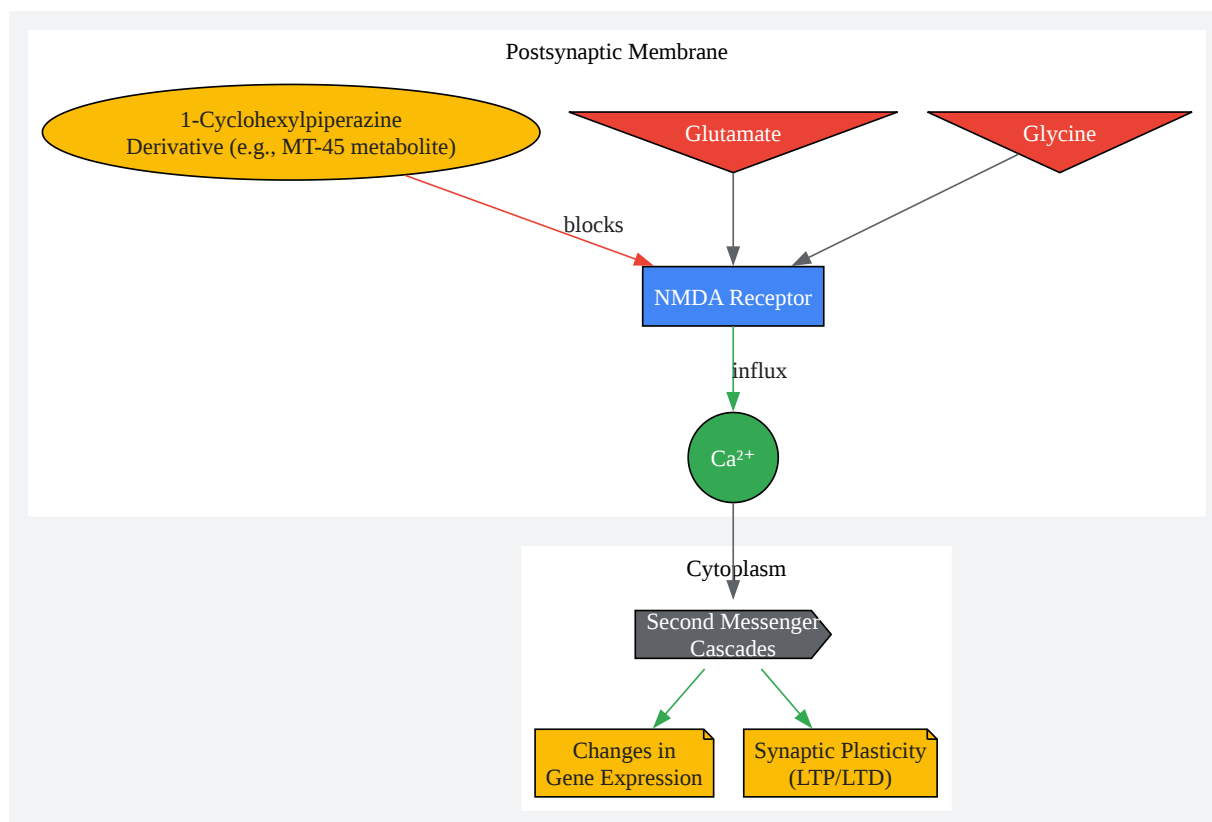 Postsynaptic Membrane
1-Cyclohexylpiperazine
Derivative (e.g., MT-45 metabolite)
Glutamate
Glycine
blocks
NMDA Receptor
influx
Ca²⁺
Cytoplasm
Second Messenger
Cascades
Changes in
Gene Expression
Synaptic Plasticity
(LTP/LTD)